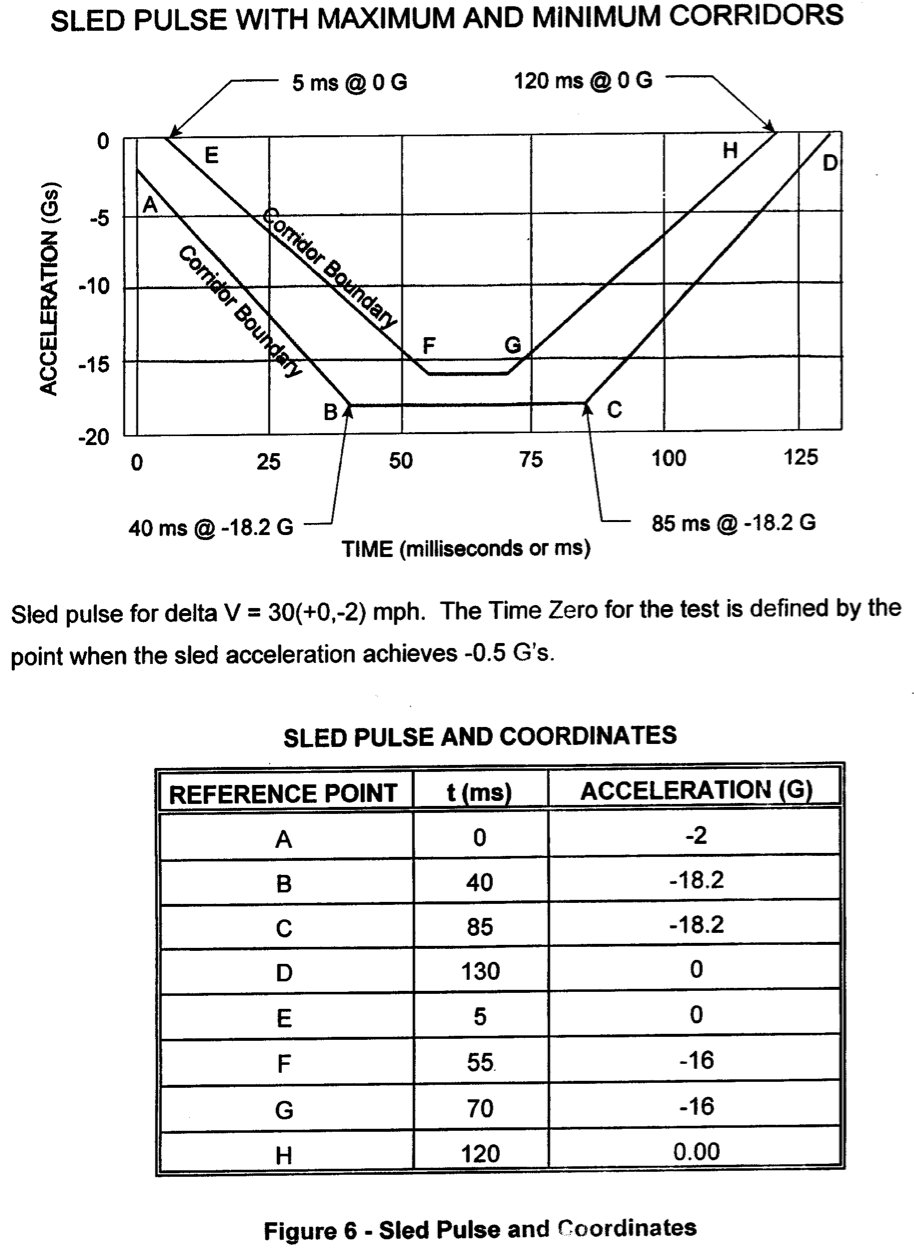 SLED PULSE WITH MAXIMUM AND MINIMUM CORRIDORS
5 ms @ 0 G
120 ms @ 0 G
ACCELERATION (Gs)
0
-5
-10
-15
-20
E
H
D
A
Corridor Boundary
Corridor Boundary
F
G
B
C
0
25
50
75
100
125
40 ms @ -18.2 G
85 ms @ -18.2 G
TIME (milliseconds or ms)
Sled pulse for delta V = 30(+0,-2) mph. The Time Zero for the test is defined by the
point when the sled acceleration achieves -0.5 G's.
SLED PULSE AND COORDINATES
REFERENCE POINT t (ms) ACCELERATION (G)
A 0 -2
B 40 -18.2
C 85 -18.2
D 130 0
E 5 0
F 55 -16
G 70 -16
H 120 0.00
Figure 6 - Sled Pulse and Coordinates